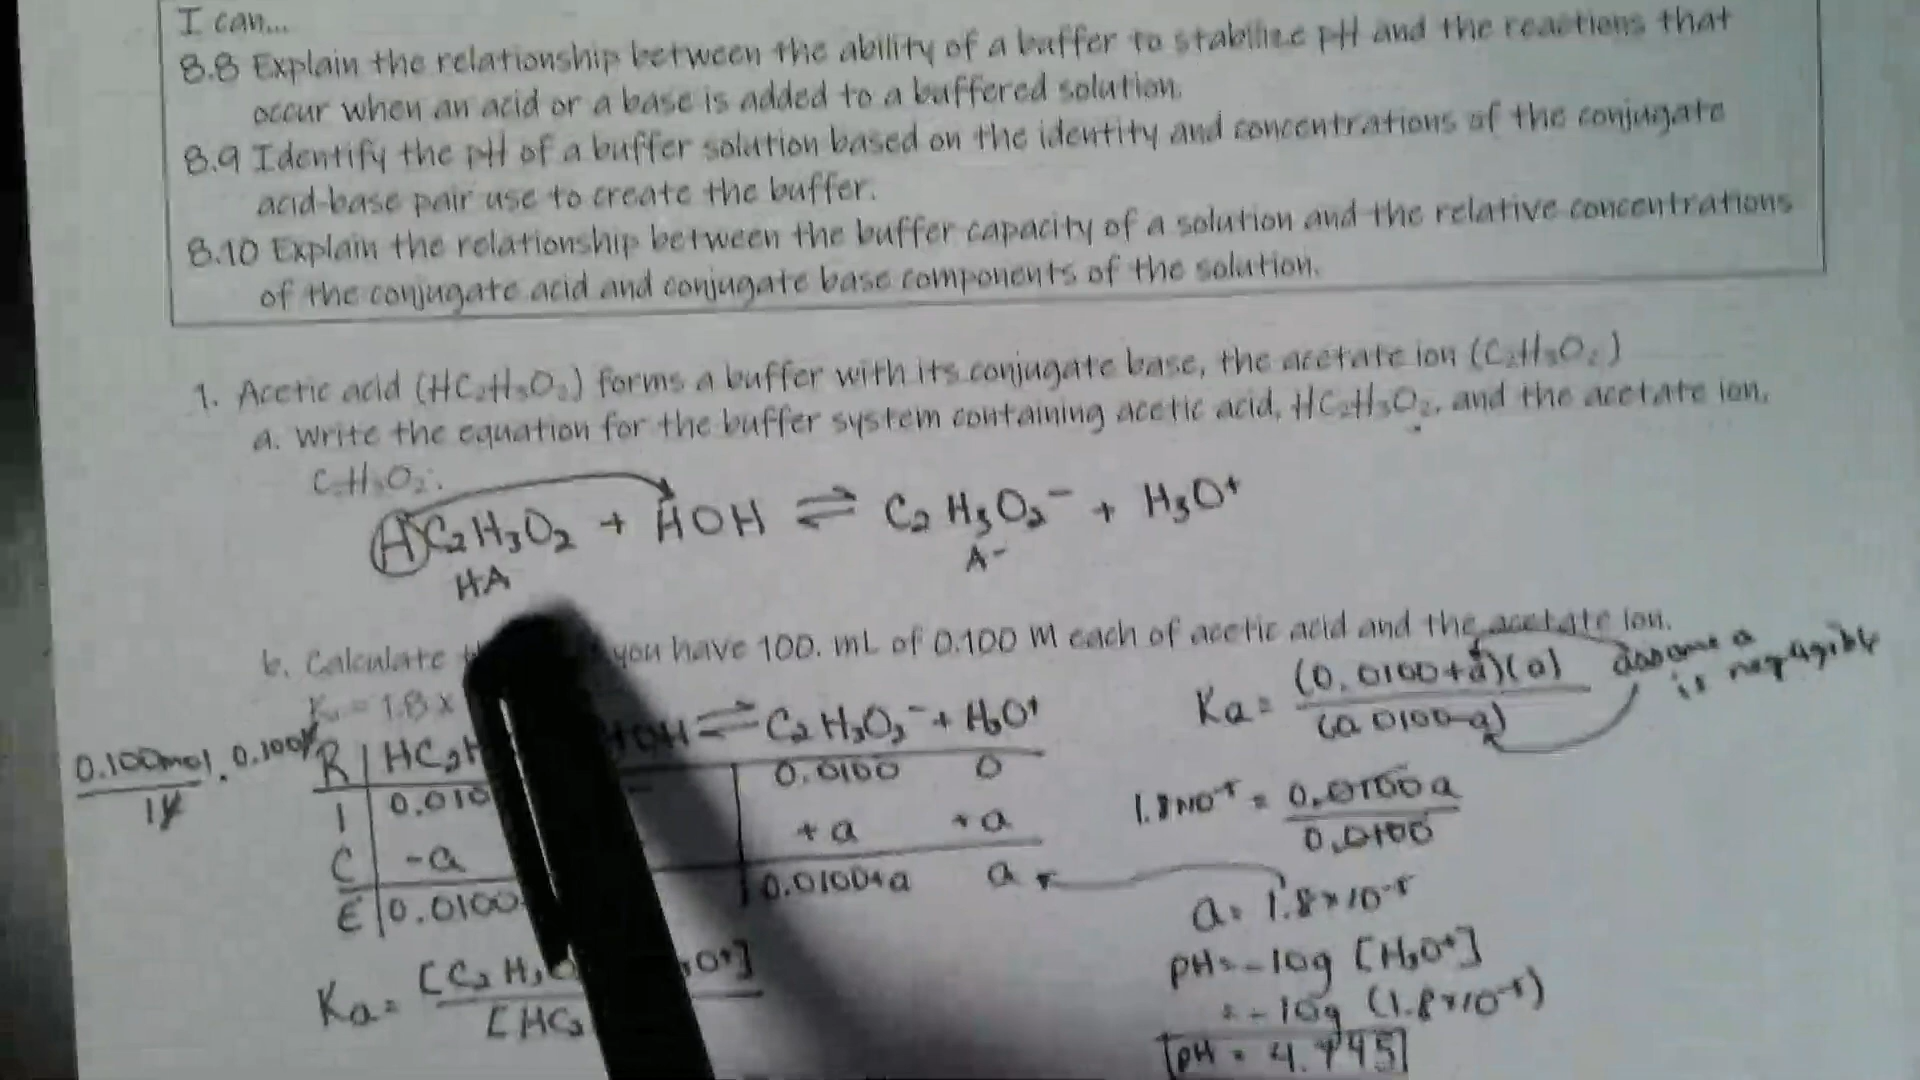 I can...
8.8 Explain the relationship between the ability of a buffer to stabilize pH and the reactions that
occur when an acid or a base is added to a buffered solution.
8.9 Identify the pH of a buffer solution based on the identity and concentrations of the conjugate
acid-base pair use to create the buffer.
8.10 Explain the relationship between the buffer capacity of a solution and the relative concentrations
of the conjugate acid and conjugate base components of the solution.
1. Acetic acid (HC₂H₃O₂) forms a buffer with its conjugate base, the acetate ion (C₂H₃O₂)
a. Write the equation for the buffer system containing acetic acid, HC₂H₃O₂, and the acetate ion,
C₂H₃O₂.
HC₂H₃O₂ + HOH ⇌ C₂H₃O₂⁻ + H₃O⁺
HA A⁻
b. Calculate you have 100. mL of 0.100 M each of acetic acid and the acetate ion.
Ka = 1.8 x
0.100mol · 0.100
1L
R HC₂H HOH ⇌ C₂H₃O₂⁻ + H₃O⁺
I 0.010 – 0.0100 0
C -a +a +a
E 0.0100 0.0100+a a
Ka = [C₂H₃O O⁺]
[HC₂
Ka = (0.0100+a)(a)
(0.0100-a)
assume a
is negligible
1.8x10⁻⁵ = 0.0100a
0.0100
a = 1.8x10⁻⁵
pH = -log [H₃O⁺]
= -log (1.8x10⁻⁵)
pH = 4.745